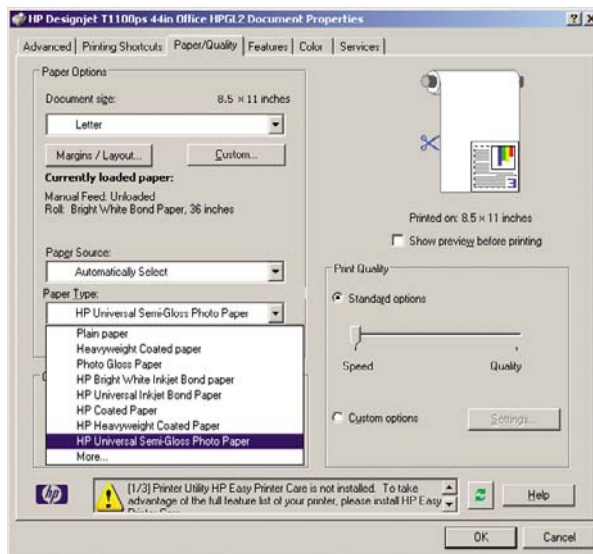 HP Designjet T1100ps 44in Office HPGL2 Document Properties
Advanced Printing Shortcuts Paper/Quality Features Color Services
Paper Options
Document size: 8.5 × 11 inches
Letter
Margins / Layout... Custom...
Currently loaded paper:
Manual Feed: Unloaded
Roll: Bright White Bond Paper, 36 inches
Paper Source:
Automatically Select
Paper Type:
HP Universal Semi-Gloss Photo Paper
Plain paper
Heavyweight Coated paper
Photo Gloss Paper
HP Bright White Inkjet Bond paper
HP Universal Inkjet Bond Paper
HP Coated Paper
HP Heavyweight Coated Paper
HP Universal Semi-Gloss Photo Paper
More...
3
Printed on: 8.5 × 11 inches
Show preview before printing
Print Quality
Standard options
Speed Quality
Custom options Settings...
hp
[1/3] Printer Utility HP Easy Printer Care is not installed. To take
advantage of the full feature list of your printer, please install HP Easy
Help
OK Cancel